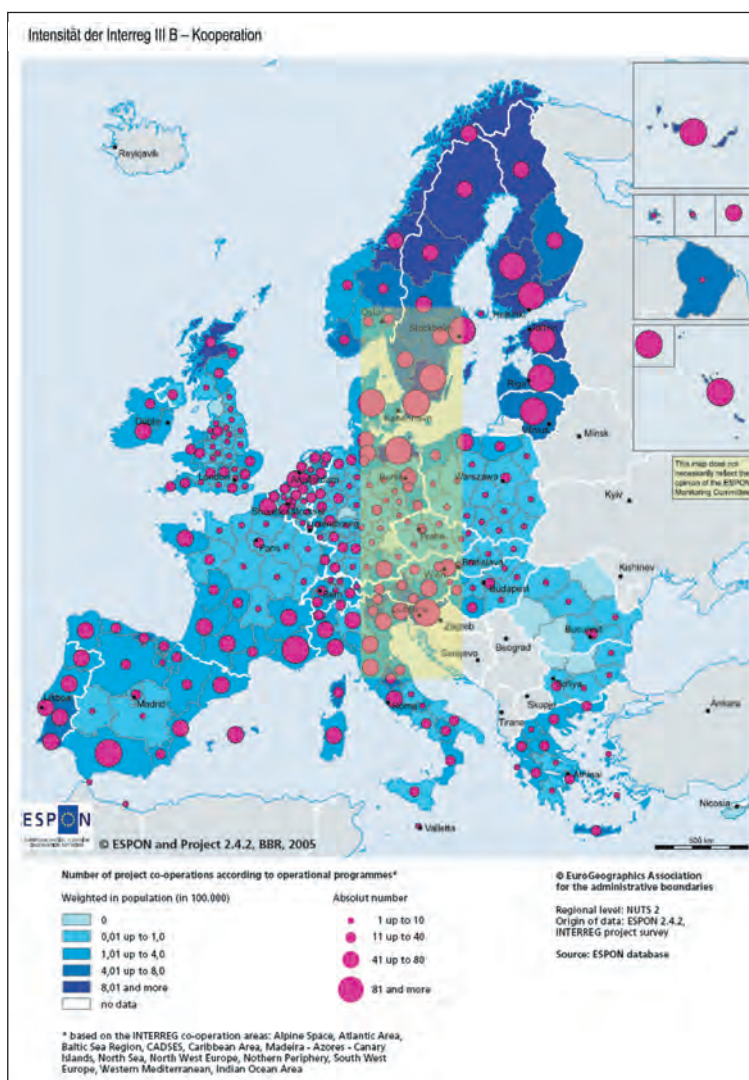 Intensität der Interreg III B – Kooperation
Reykjavik
Oslo
Stockholm
Helsinki
Tallinn
Riga
Vilnius
Minsk
København
Dublin
London
Berlin
Warszawa
This map does not
necessarily reflect the
opinion of the ESPON
Monitoring Committee
Kyiv
Luxembourg
Praha
Paris
Wien
Bratislava
Kishinev
Bern
Budapest
Zagreb
Beograd
Bucuresti
Sarajevo
Sofiya
Skopje
Roma
Tirane
Ankara
Madrid
Lisboa
Athinai
Nicosia
Valletta
ESPON
© ESPON and Project 2.4.2, BBR, 2005
500 km
Number of project co-operations according to operational programmes*
Weighted in population (in 100.000)
0
0,01 up to 1,0
1,01 up to 4,0
4,01 up to 8,0
8,01 and more
no data
Absolut number
1 up to 10
11 up to 40
41 up to 80
81 and more
© EuroGeographics Association
for the administrative boundaries
Regional level: NUTS 2
Origin of data: ESPON 2.4.2,
INTERREG project survey
Source: ESPON database
* based on the INTERREG co-operation areas: Alpine Space, Atlantic Area,
Baltic Sea Region, CADSES, Caribbean Area, Madeira - Azores - Canary
Islands, North Sea, North West Europe, Nothern Periphery, South West
Europe, Western Mediterranean, Indian Ocean Area